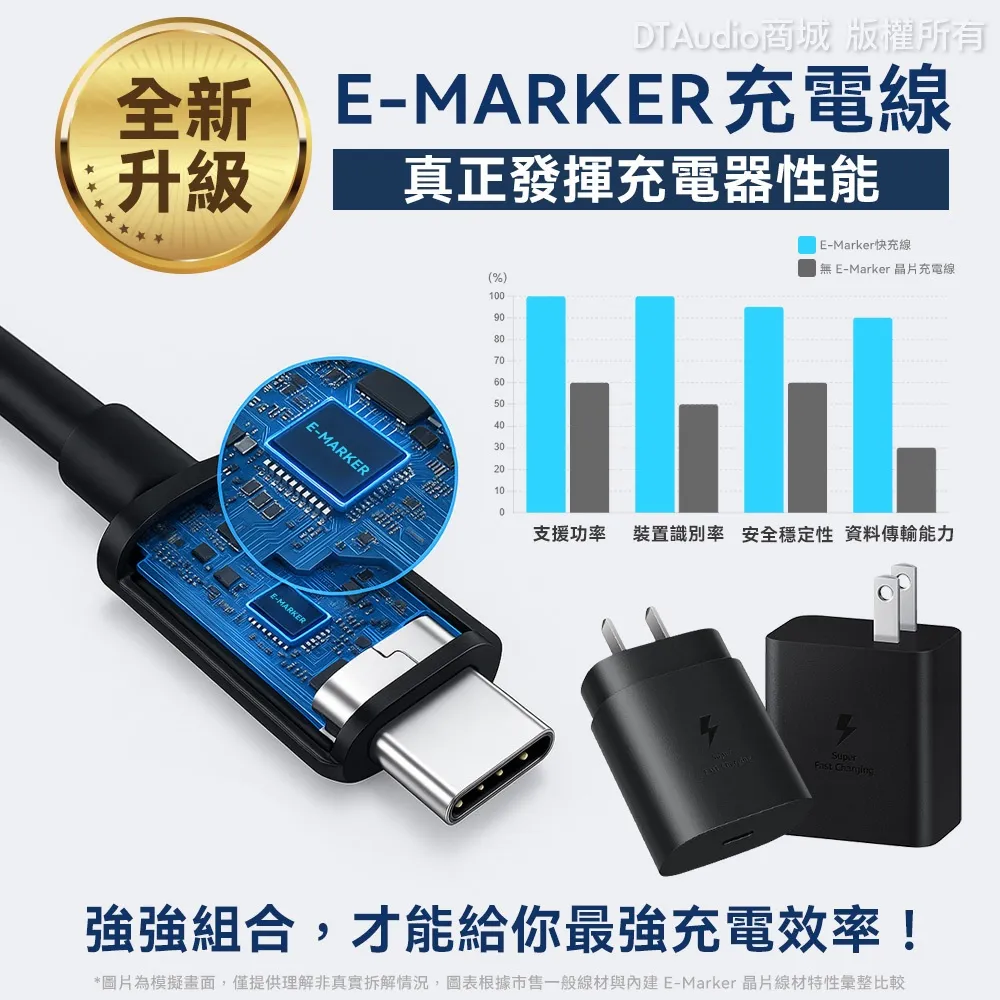 DTAudio商城 版權所有
全新
升級
E-MARKER充電線
真正發揮充電器性能
E-Marker快充線
無 E-Marker 晶片充電線
(%)
100
90
80
70
60
50
40
30
20
10
0
支援功率 裝置識別率 安全穩定性 資料傳輸能力
E-MARKER
E-MARKER
Super
Fast Charging
強強組合，才能給你最強充電效率！
*圖片為模擬畫面，僅提供理解非真實拆解情況，圖表根據市售一般線材與內建 E-Marker 晶片線材特性彙整比較